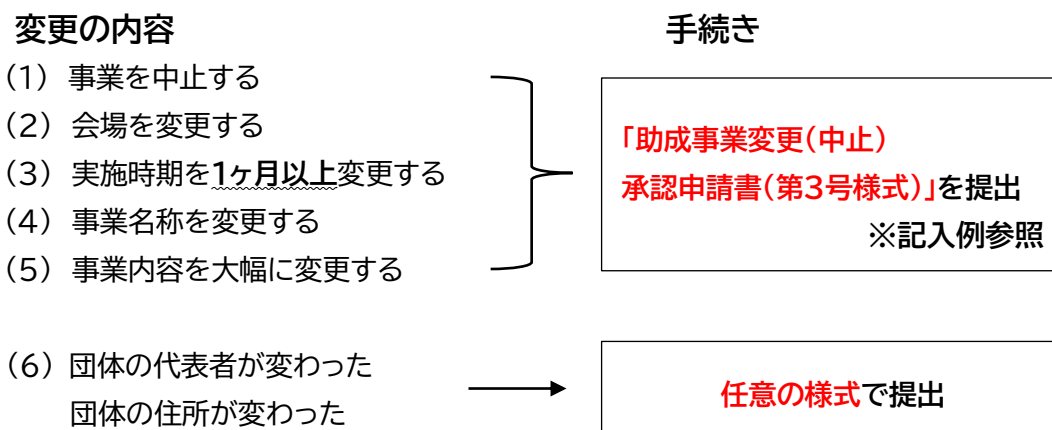 変更の内容
手続き
(1) 事業を中止する
(2) 会場を変更する
(3) 実施時期を1ヶ月以上変更する
(4) 事業名称を変更する
(5) 事業内容を大幅に変更する
「助成事業変更(中止)
承認申請書(第3号様式)」を提出
※記入例参照
(6) 団体の代表者が変わった
団体の住所が変わった
任意の様式で提出